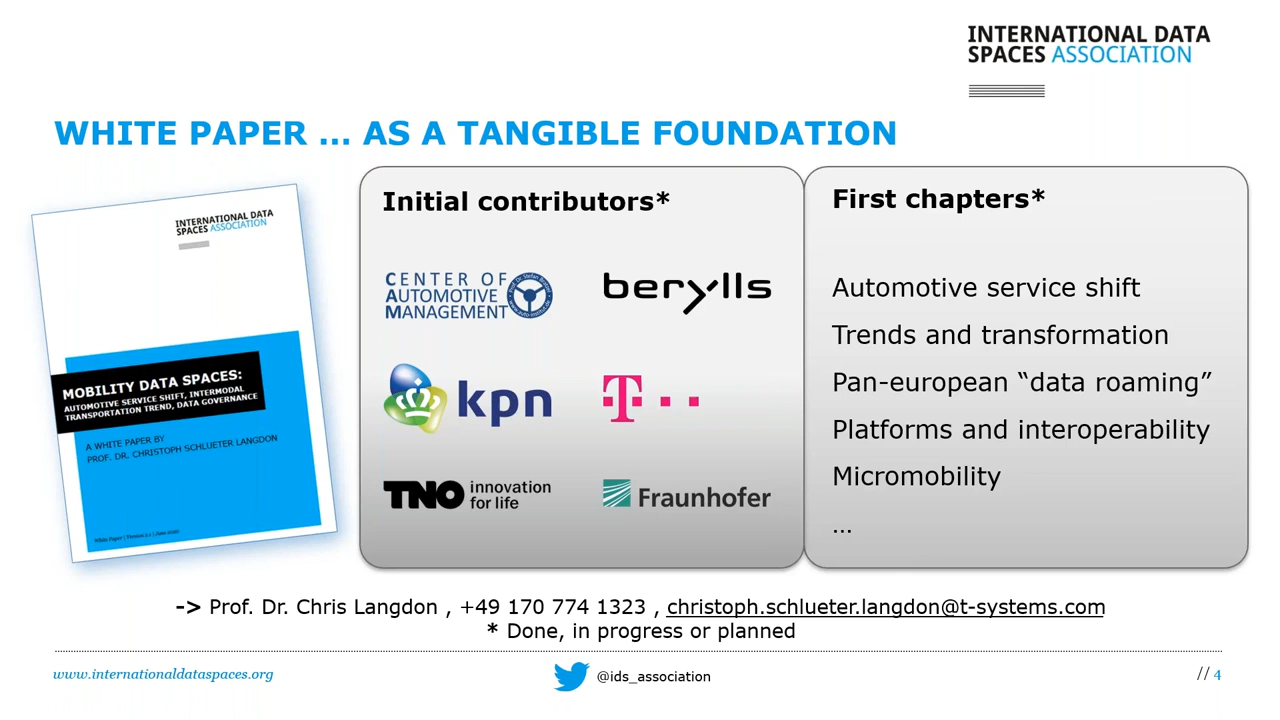 INTERNATIONAL DATA
SPACES ASSOCIATION
WHITE PAPER ... AS A TANGIBLE FOUNDATION
INTERNATIONAL DATA
SPACES ASSOCIATION
MOBILITY DATA SPACES:
AUTOMOTIVE SERVICE SHIFT, INTERMODAL
TRANSPORTATION TREND, DATA GOVERNANCE
A WHITE PAPER BY
PROF. DR. CHRISTOPH SCHLUETER LANGDON
White Paper | Version
Initial contributors*
CENTER OF
AUTOMOTIVE
MANAGEMENT
berylls
kpn
T
TNO innovation
for life
Fraunhofer
First chapters*
Automotive service shift
Trends and transformation
Pan-european “data roaming”
Platforms and interoperability
Micromobility
...
-> Prof. Dr. Chris Langdon , +49 170 774 1323 , christoph.schlueter.langdon@t-systems.com
* Done, in progress or planned
www.internationaldataspaces.org
@ids_association
// 4